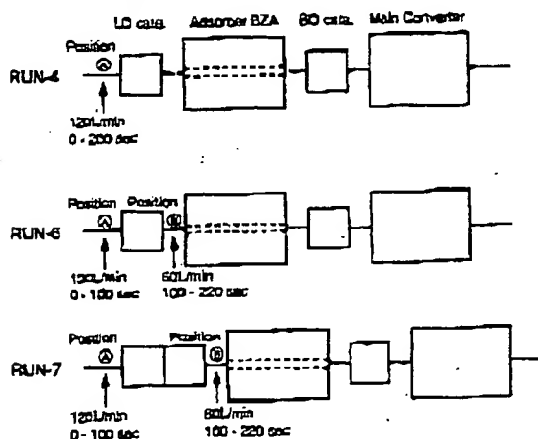 LO cata. Adsorber BZA BO cata. Main Converter
Position
A
RUN-4
120L/min
0 - 200 sec
Position Position
A B
RUN-6
60L/min
0 - 100 sec 100 - 220 sec
Position Position
A B
RUN-7
120L/min 60L/min
0 - 100 sec 100 - 220 sec